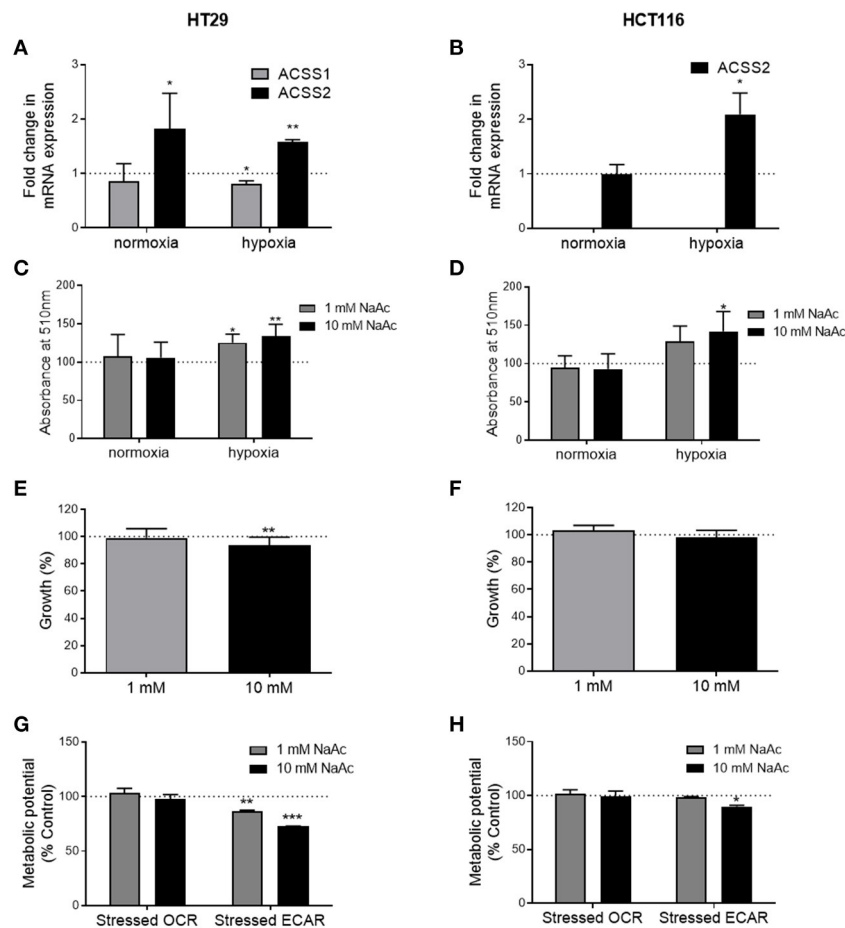 HT29
HCT116
A
Fold change in
mRNA expression
3
2
1
0
*
*
**
ACSS1
ACSS2
normoxia
hypoxia
B
Fold change in
mRNA expression
3
2
1
0
*
ACSS2
normoxia
hypoxia
C
Absorbance at 510nm
200
150
100
50
0
*
**
1 mM NaAc
10 mM NaAc
normoxia
hypoxia
D
Absorbance at 510nm
200
150
100
50
0
*
1 mM NaAc
10 mM NaAc
normoxia
hypoxia
E
Growth (%)
120
100
80
60
40
20
0
**
1 mM
10 mM
F
Growth (%)
120
100
80
60
40
20
0
1 mM
10 mM
G
Metabolic potential
(% Control)
150
100
50
0
**
***
1 mM NaAc
10 mM NaAc
Stressed OCR
Stressed ECAR
H
Metabolic potential
(% Control)
150
100
50
0
*
1 mM NaAc
10 mM NaAc
Stressed OCR
Stressed ECAR